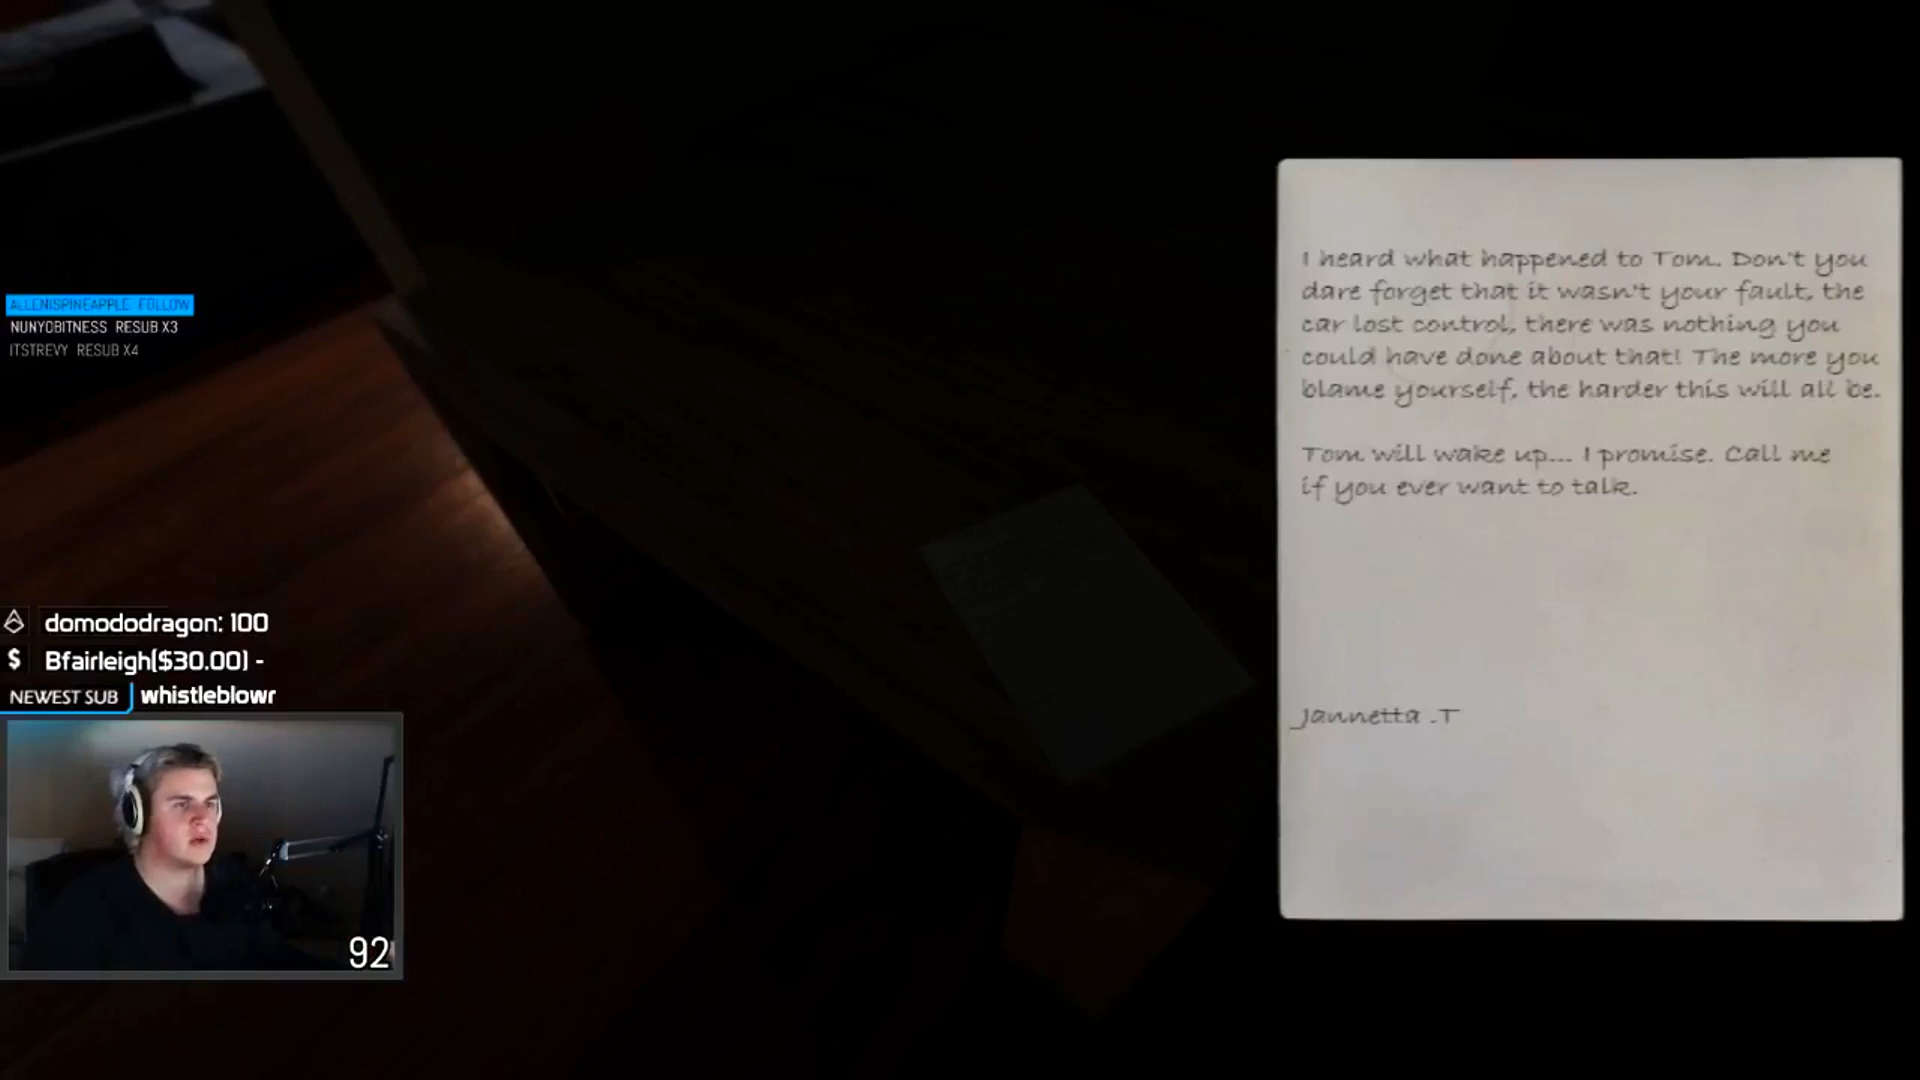 ALLENISPINEAPPLE FOLLOW
NUNYOBITNESS RESUB X3
ITSTREVY RESUB X4
domododragon: 100
$ Bfairleigh($30.00) -
NEWEST SUB whistleblowr
92
I heard what happened to Tom. Don't you
dare forget that it wasn't your fault, the
car lost control, there was nothing you
could have done about that! The more you
blame yourself, the harder this will all be.
Tom will wake up... I promise. Call me
if you ever want to talk.
Jannetta .T